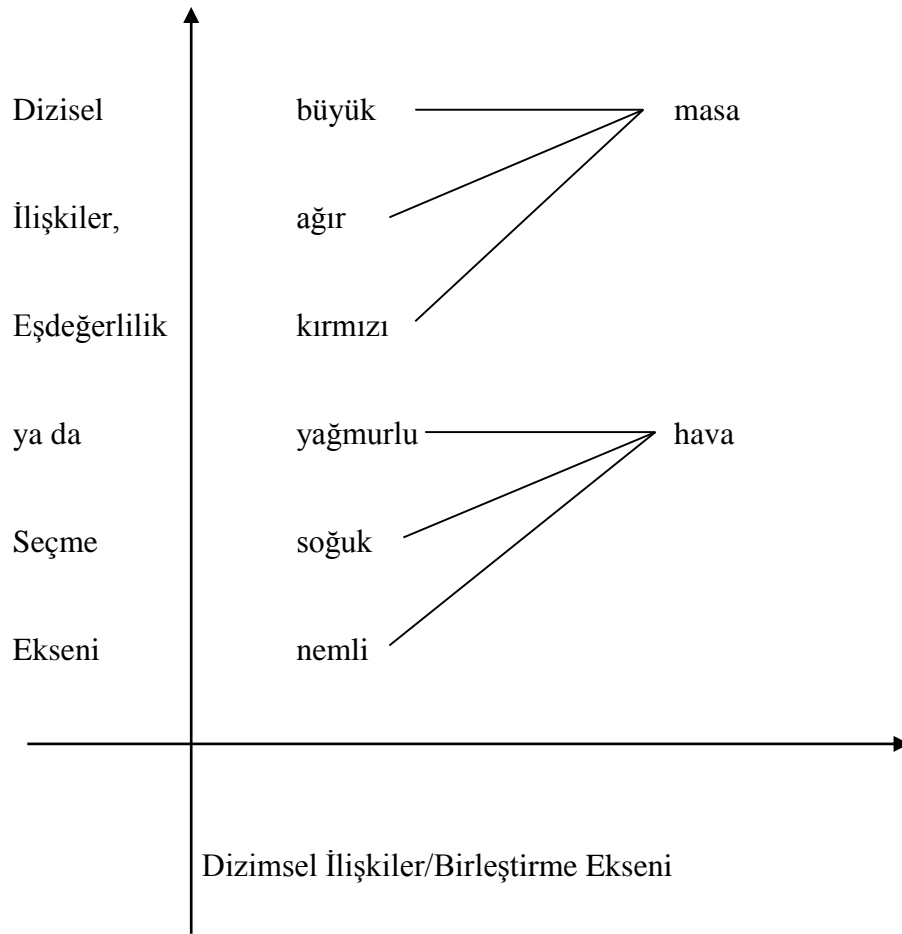 Dizisel büyük masa
İlişkiler, ağır
Eşdeğerlilik kırmızı
ya da yağmurlu hava
Seçme soğuk
Ekseni nemli
Dizimsel İlişkiler/Birleştirme Ekseni